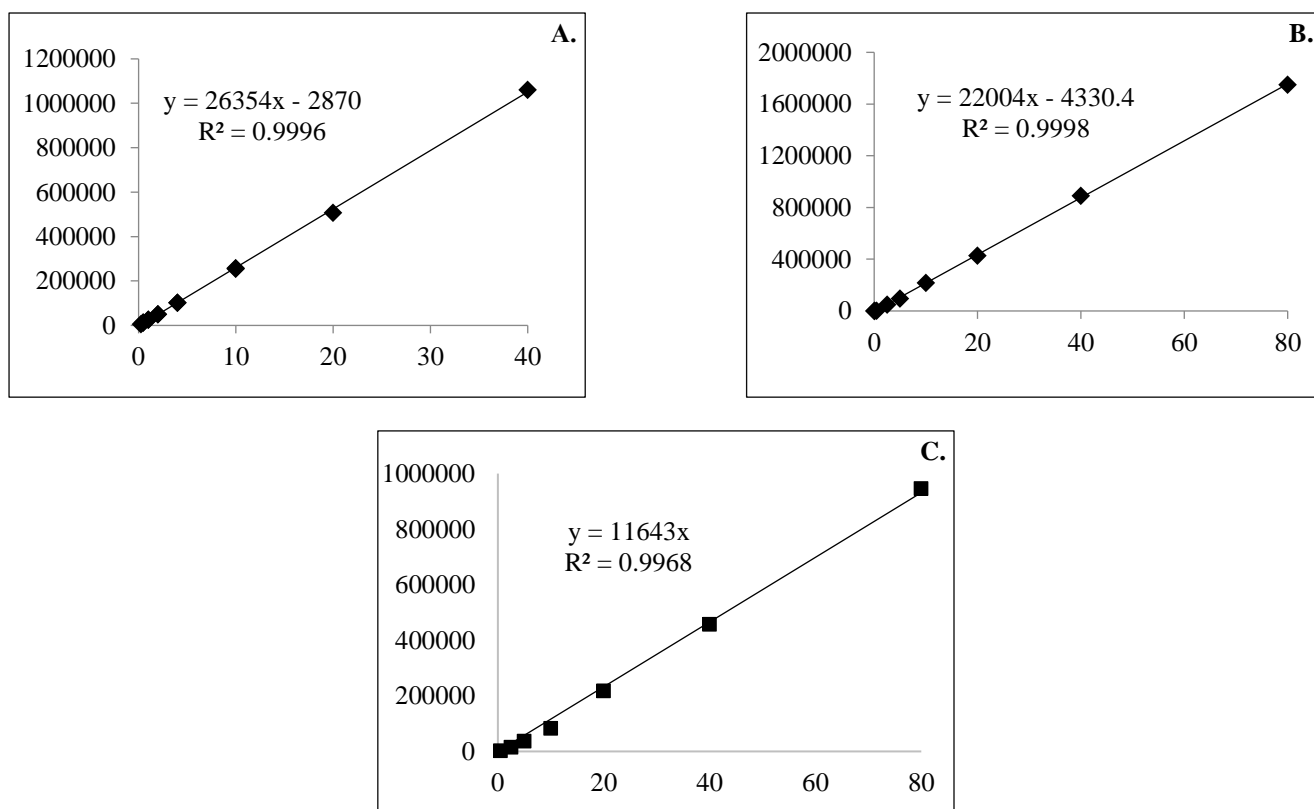 A.
1200000
1000000
800000
600000
400000
200000
0
y = 26354x - 2870
R² = 0.9996
0 10 20 30 40
B.
2000000
1600000
1200000
800000
400000
0
y = 22004x - 4330.4
R² = 0.9998
0 20 40 60 80
C.
1000000
800000
600000
400000
200000
0
y = 11643x
R² = 0.9968
0 20 40 60 80